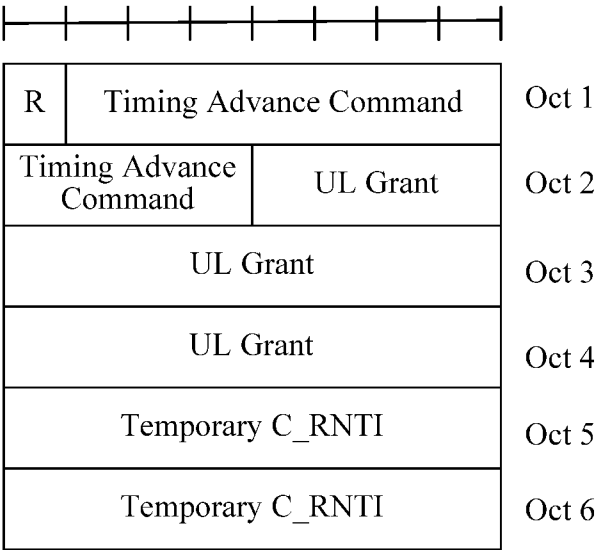 R Timing Advance Command Oct 1
Timing Advance
Command
UL Grant Oct 2
UL Grant Oct 3
UL Grant Oct 4
Temporary C_RNTI Oct 5
Temporary C_RNTI Oct 6